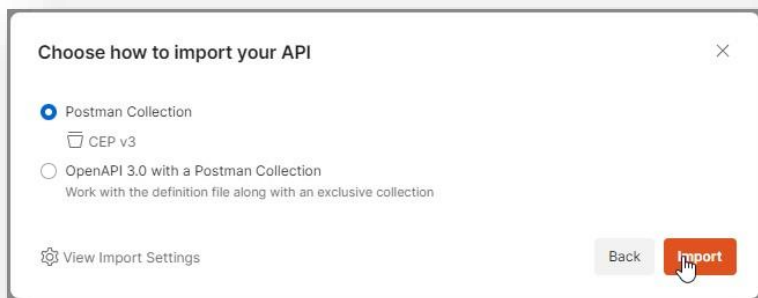 Choose how to import your API
Postman Collection
CEP v3
OpenAPI 3.0 with a Postman Collection
Work with the definition file along with an exclusive collection
View Import Settings
Back
Import